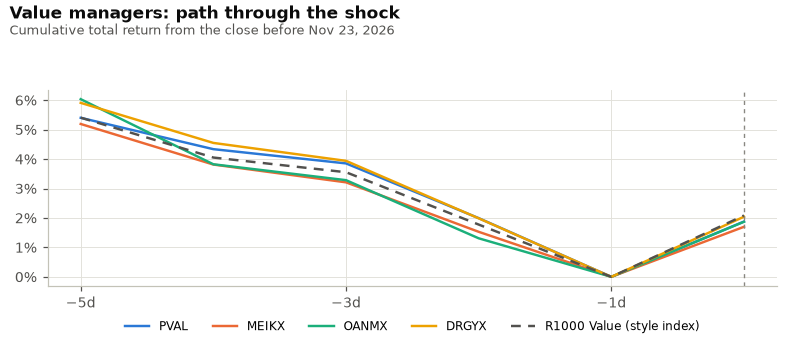 Value managers: path through the shock
Cumulative total return from the close before Nov 23, 2026
6%
5%
4%
3%
2%
1%
0%
−5d −3d −1d
PVAL MEIKX OANMX DRGYX R1000 Value (style index)